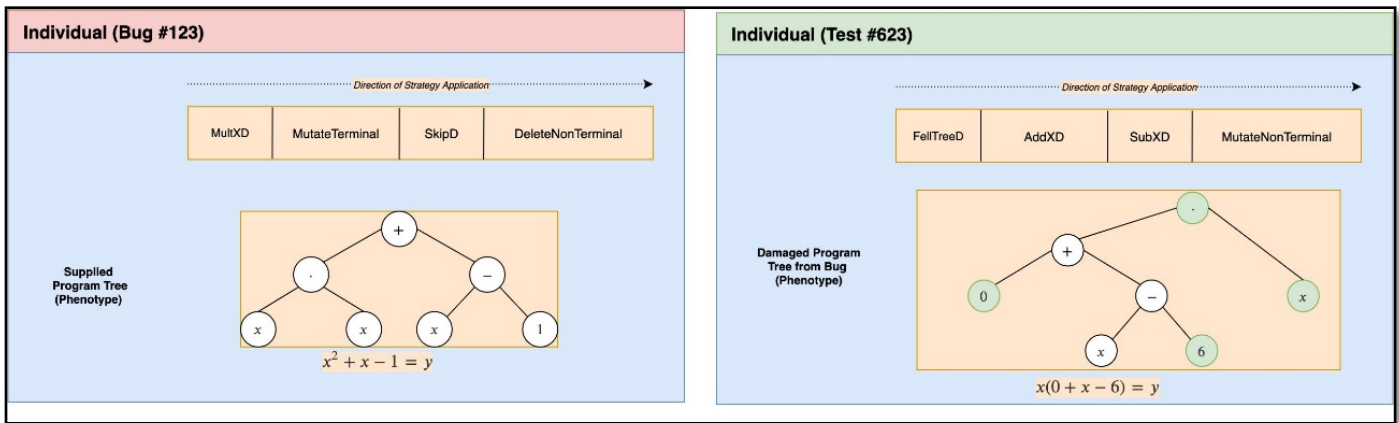 Individual (Bug #123)
Direction of Strategy Application
MultXD MutateTerminal SkipD DeleteNonTerminal
Supplied
Program Tree
(Phenotype)
+
· −
x x x 1
x² + x − 1 = y
Individual (Test #623)
Direction of Strategy Application
FellTreeD AddXD SubXD MutateNonTerminal
Damaged Program
Tree from Bug
(Phenotype)
·
+
0 − x
x 6
x(0 + x − 6) = y